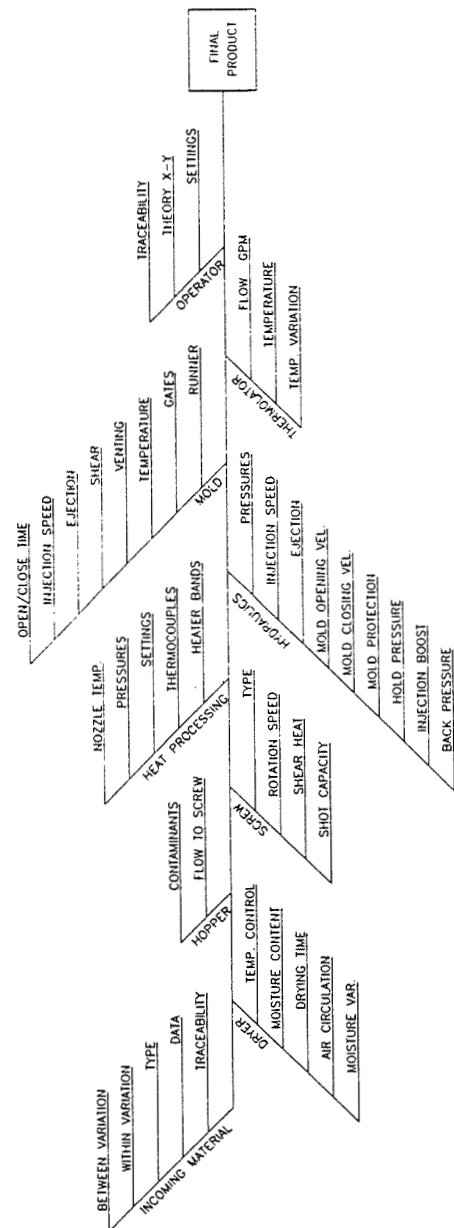 FINAL
PRODUCT
TRACEABILITY
THEORY X-Y
SETTINGS
OPERATOR
FLOW GPM
TEMPERATURE
TEMP. VARIATION
THERMOLATOR
OPEN/CLOSE TIME
INJECTION SPEED
EJECTION
SHEAR
VENTING
TEMPERATURE
GATES
RUNNER
MOLD
PRESSURES
INJECTION SPEED
EJECTION
MOLD OPENING VEL.
MOLD CLOSING VEL.
MOLD PROTECTION
HOLD PRESSURE
INJECTION BOOST
BACK PRESSURE
HYDRAULICS
NOZZLE TEMP.
PRESSURES
SETTINGS
THERMOCOUPLES
HEATER BANDS
HEAT PROCESSING
TYPE
ROTATION SPEED
SHEAR HEAT
SHOT CAPACITY
SCREW
CONTAMINANTS
FLOW TO SCREW
HOPPER
TEMP. CONTROL
MOISTURE CONTENT
DRYING TIME
AIR CIRCULATION
MOISTURE VAR.
DRYER
BETWEEN VARIATION
WITHIN VARIATION
TYPE
DATA
TRACEABILITY
INCOMING MATERIAL